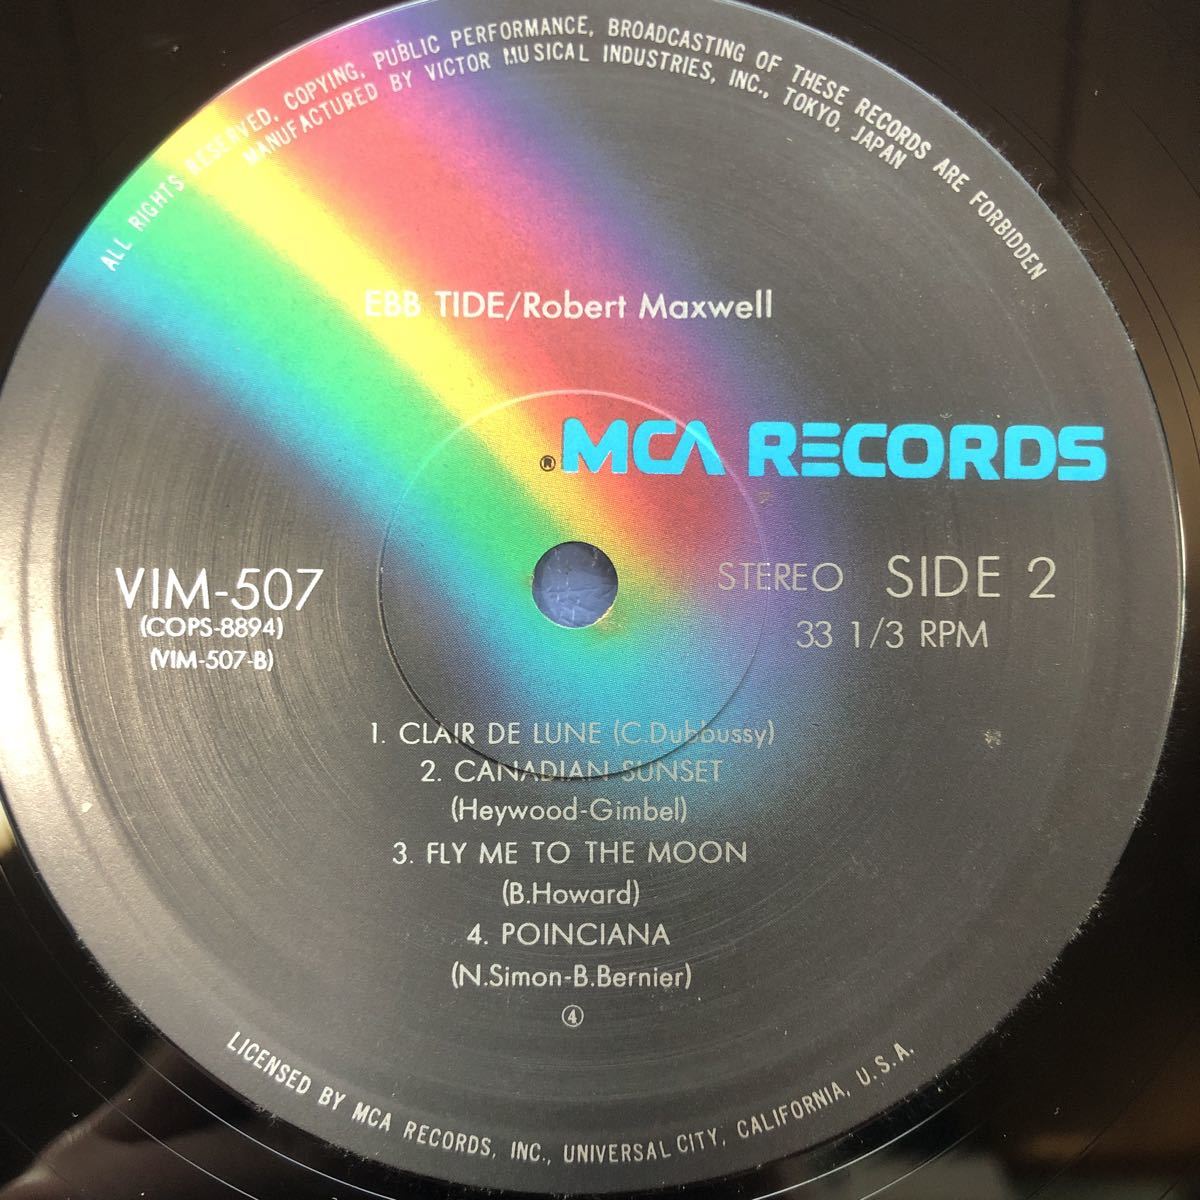 ALL RIGHTS RESERVED, COPYING, PUBLIC PERFORMANCE, BROADCASTING OF THESE RECORDS ARE FORBIDDEN
MANUFACTURED BY VICTOR MUSICAL INDUSTRIES, INC., TOKYO, JAPAN
EBB TIDE/Robert Maxwell
® MCA RECORDS
VIM-507
(COPS-8894)
(VIM-507-B)
STEREO SIDE 2
33 1/3 RPM
1. CLAIR DE LUNE (C.Dubbussy)
2. CANADIAN SUNSET
(Heywood-Gimbel)
3. FLY ME TO THE MOON
(B.Howard)
4. POINCIANA
(N.Simon-B.Bernier)
④
LICENSED BY MCA RECORDS, INC., UNIVERSAL CITY, CALIFORNIA, U.S.A.